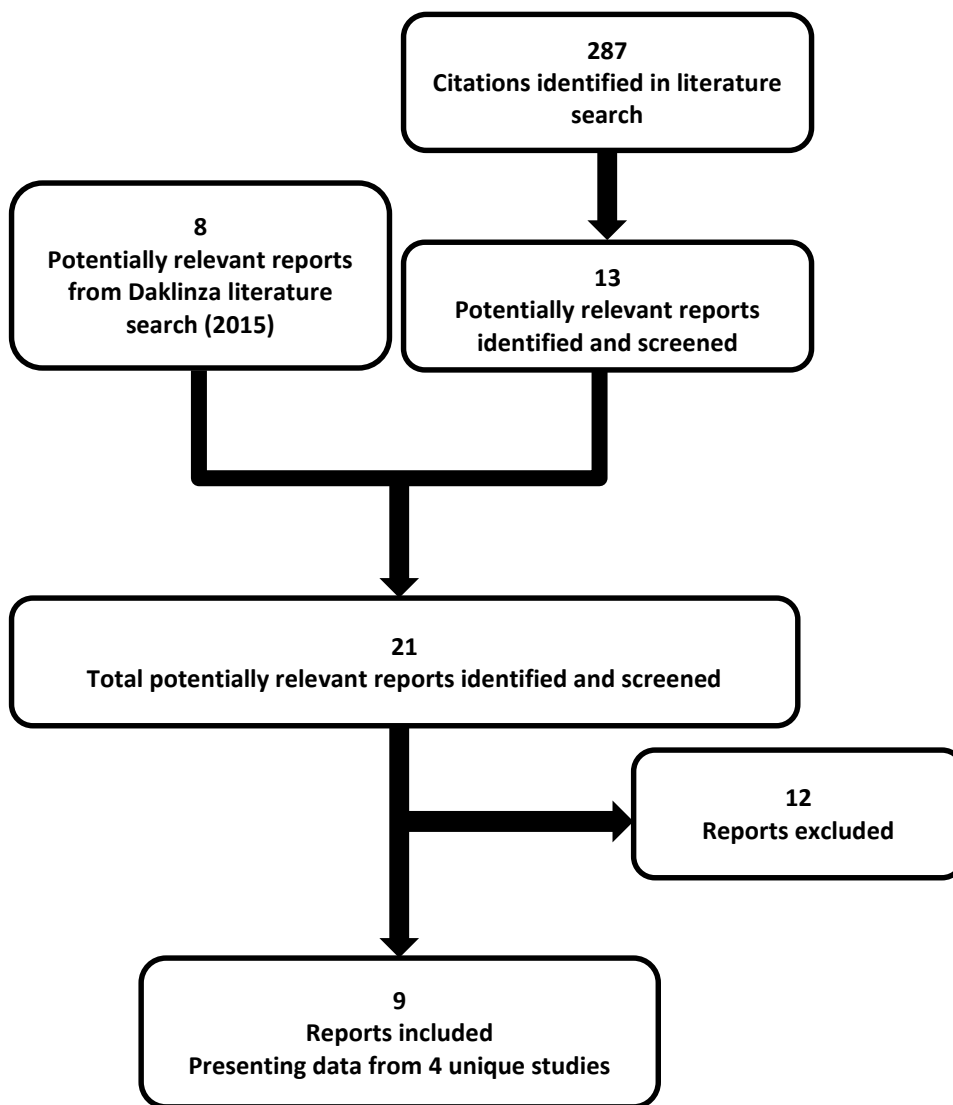 287
Citations identified in literature
search
8
Potentially relevant reports
from Daklinza literature
search (2015)
13
Potentially relevant reports
identified and screened
21
Total potentially relevant reports identified and screened
12
Reports excluded
9
Reports included
Presenting data from 4 unique studies